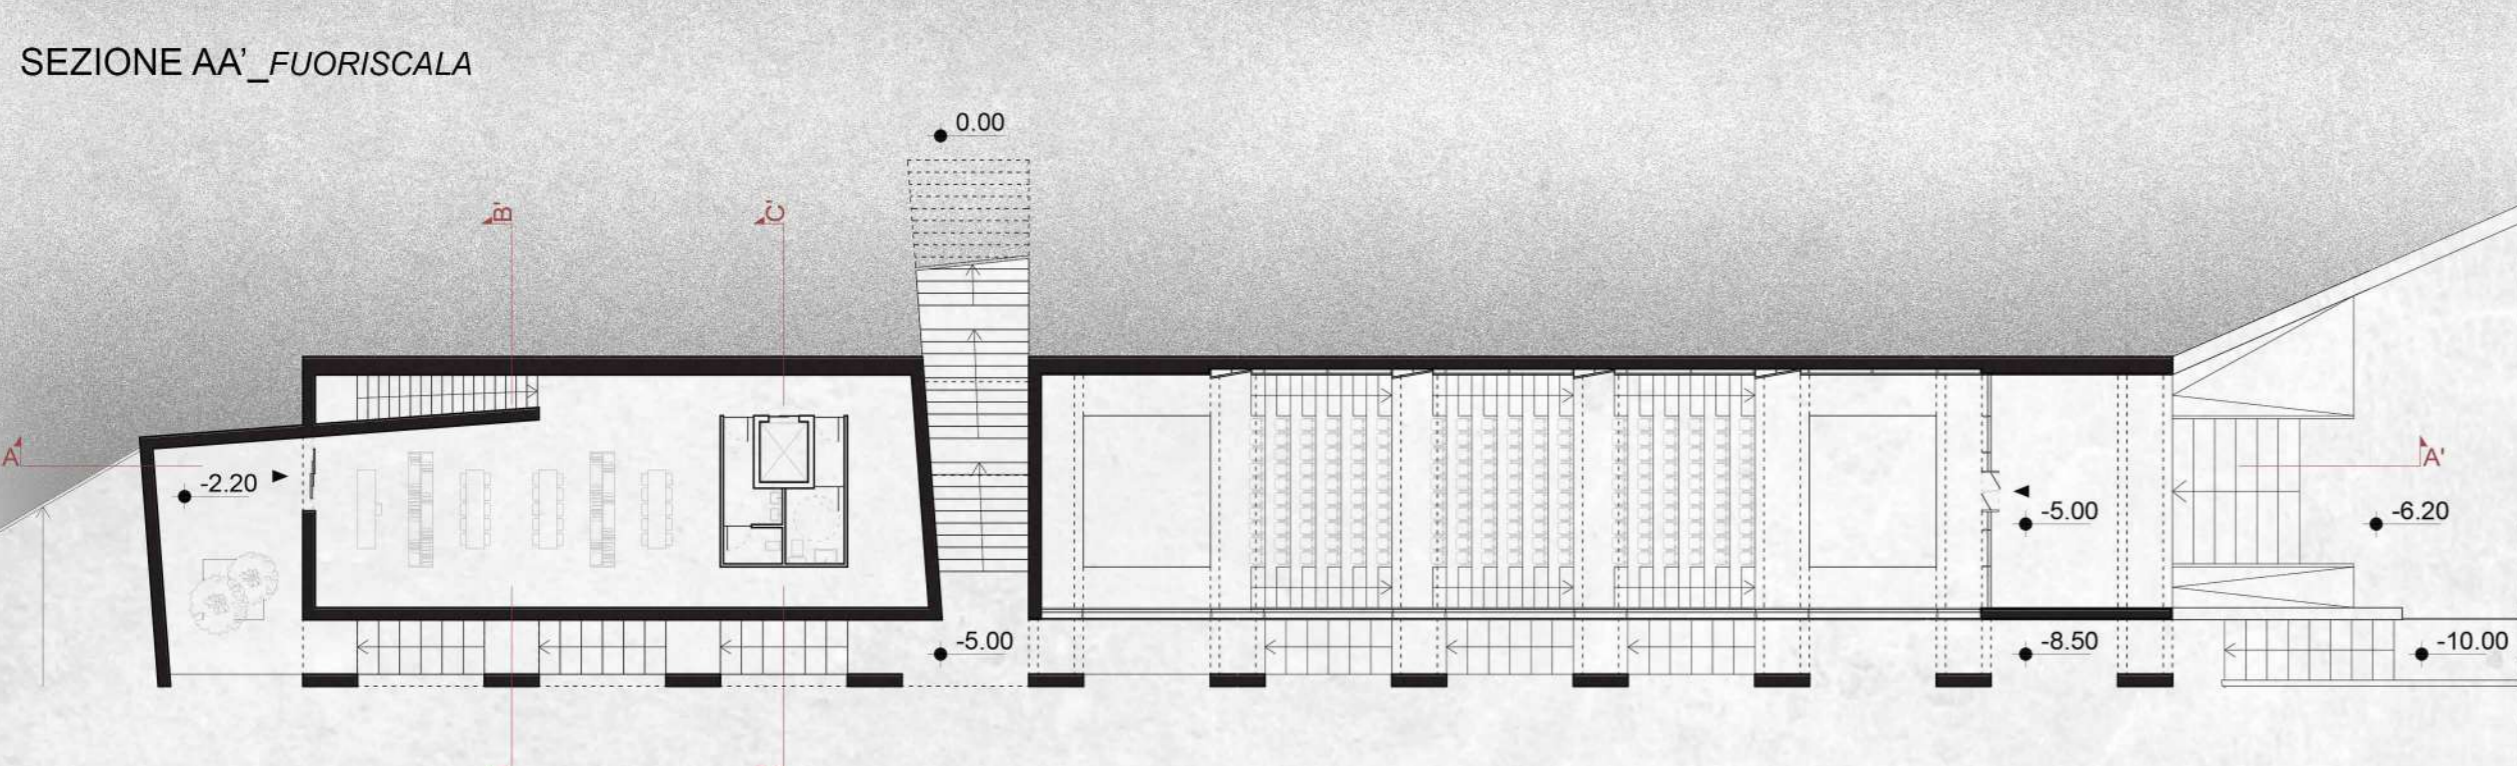 SEZIONE AA'_FUORISCALA
0.00
B'
C'
A
-2.20
A'
-5.00
-6.20
-5.00
-8.50
-10.00